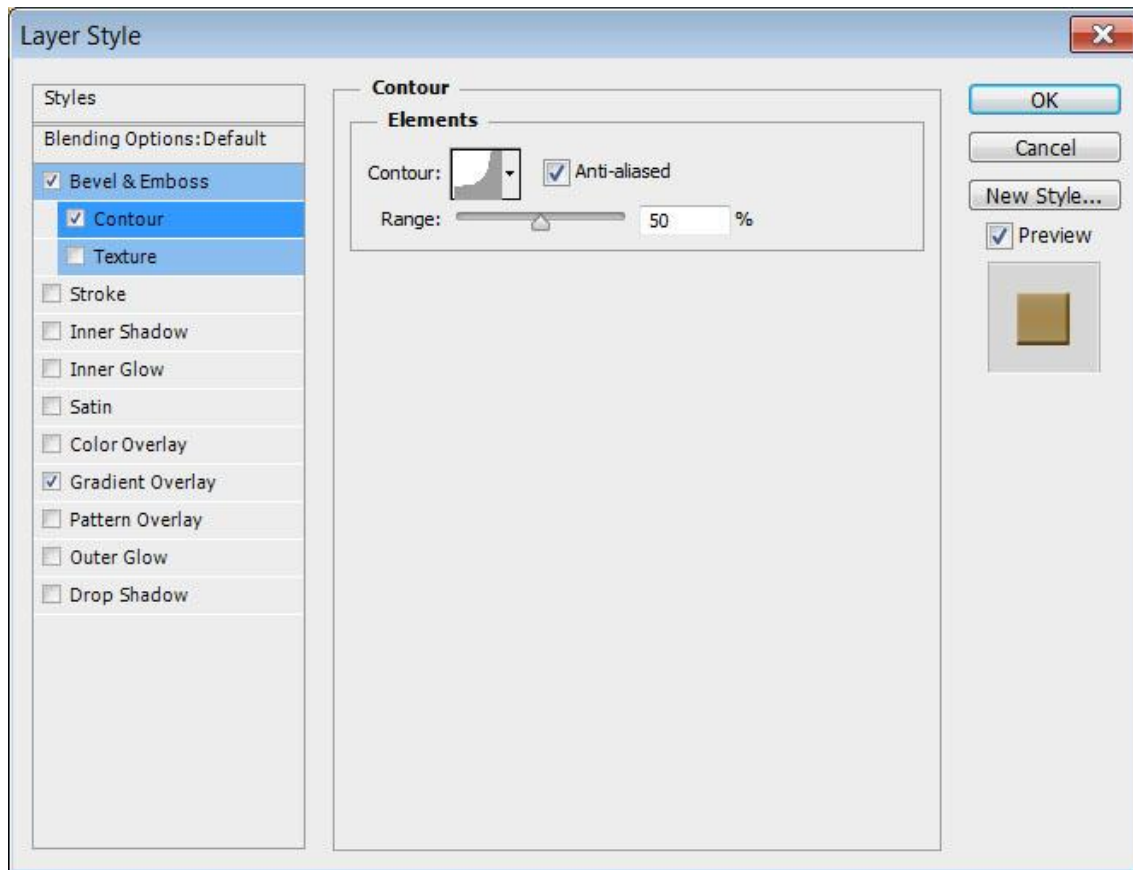 Layer Style
Styles
Blending Options: Default
Bevel & Emboss
Contour
Texture
Stroke
Inner Shadow
Inner Glow
Satin
Color Overlay
Gradient Overlay
Pattern Overlay
Outer Glow
Drop Shadow
Contour
Elements
Contour: Anti-aliased
Range: 50 %
OK
Cancel
New Style...
Preview